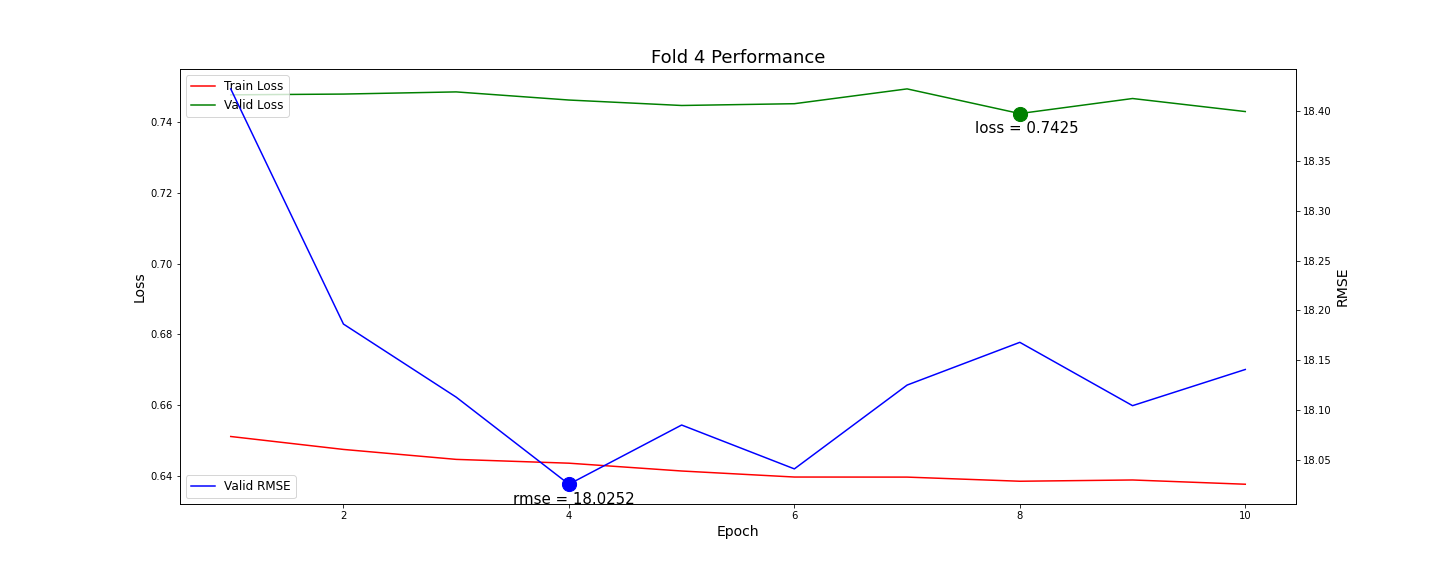 Fold 4 Performance
Train Loss
Valid Loss
Valid RMSE
loss = 0.7425
rmse = 18.0252
Loss
0.74
0.72
0.70
0.68
0.66
0.64
RMSE
18.40
18.35
18.30
18.25
18.20
18.15
18.10
18.05
2
4
6
8
10
Epoch